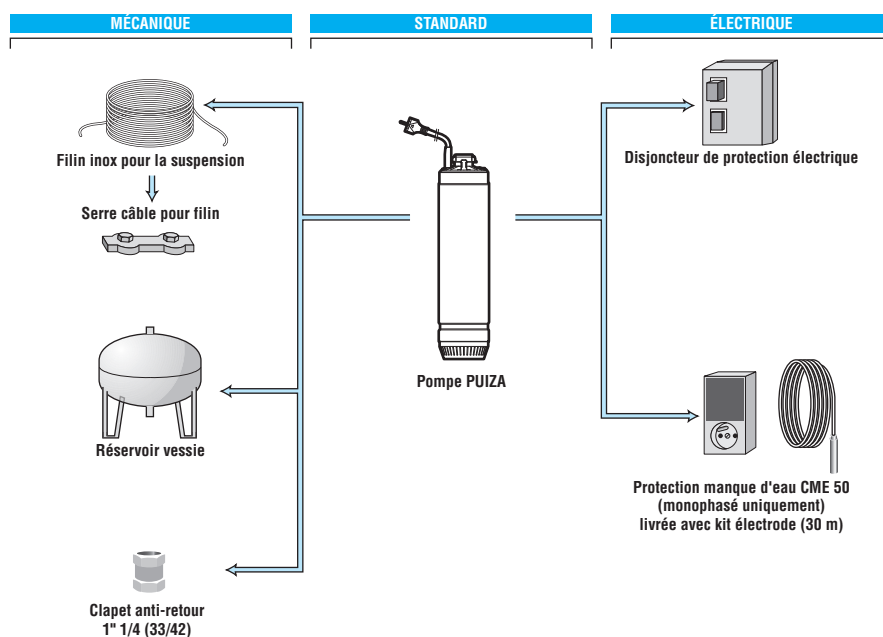 MÉCANIQUE
STANDARD
ÉLECTRIQUE
Filin inox pour la suspension
Serre câble pour filin
Réservoir vessie
Clapet anti-retour
1" 1/4 (33/42)
Pompe PUIZA
Disjoncteur de protection électrique
Protection manque d'eau CME 50
(monophasé uniquement)
livrée avec kit électrode (30 m)